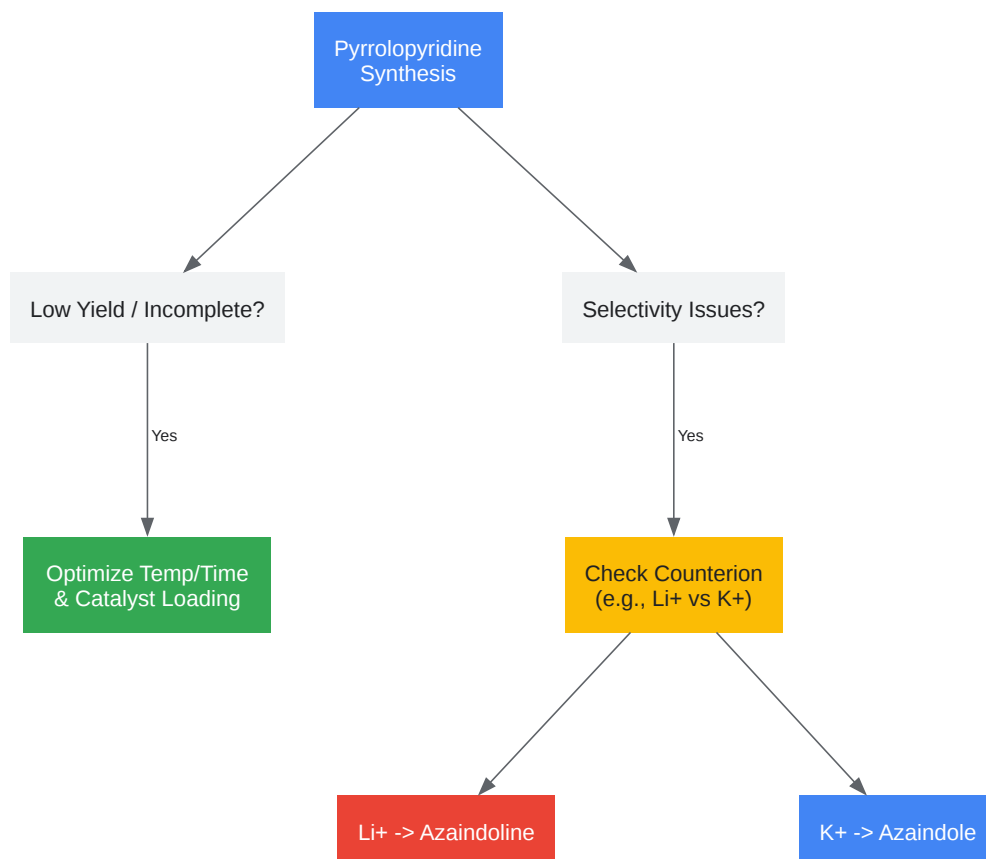 Pyrrolopyridine
Synthesis
Low Yield / Incomplete?
Selectivity Issues?
Yes
Yes
Optimize Temp/Time
& Catalyst Loading
Check Counterion
(e.g., Li+ vs K+)
Li+ -> Azaindoline
K+ -> Azaindole